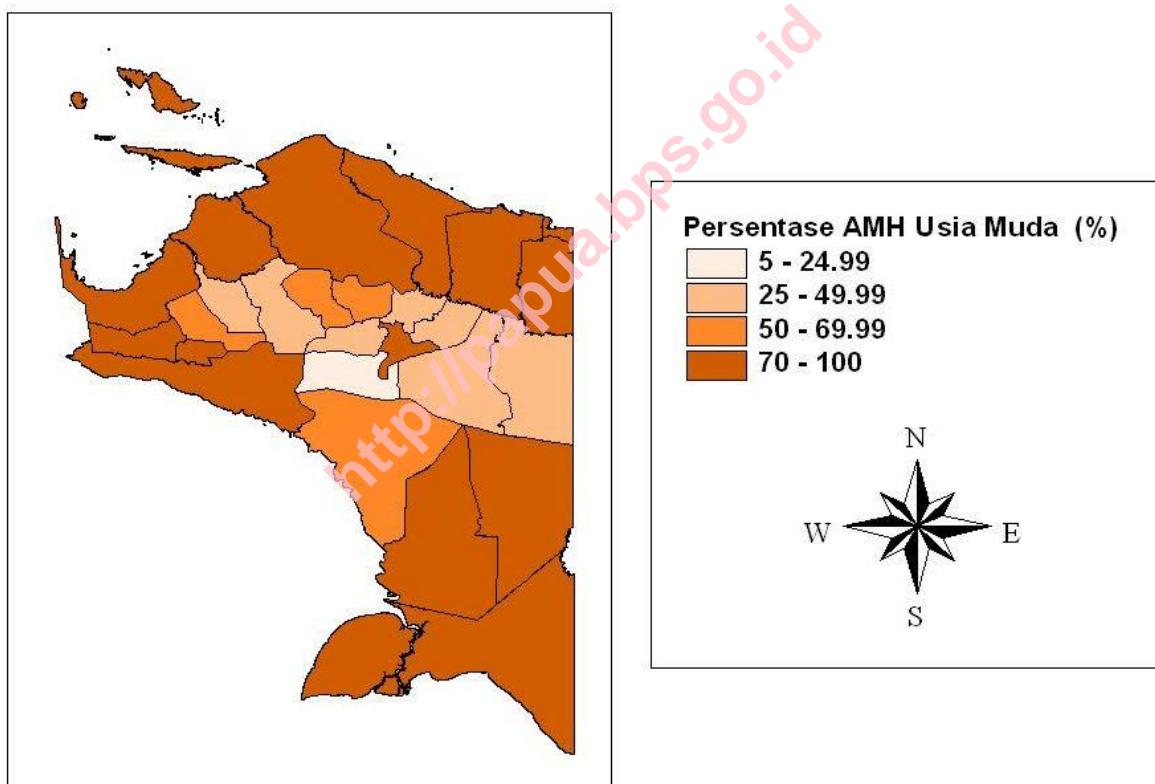 http://papua.bps.go.id
Persentase AMH Usia Muda (%)
5 - 24.99
25 - 49.99
50 - 69.99
70 - 100
N
W E
S